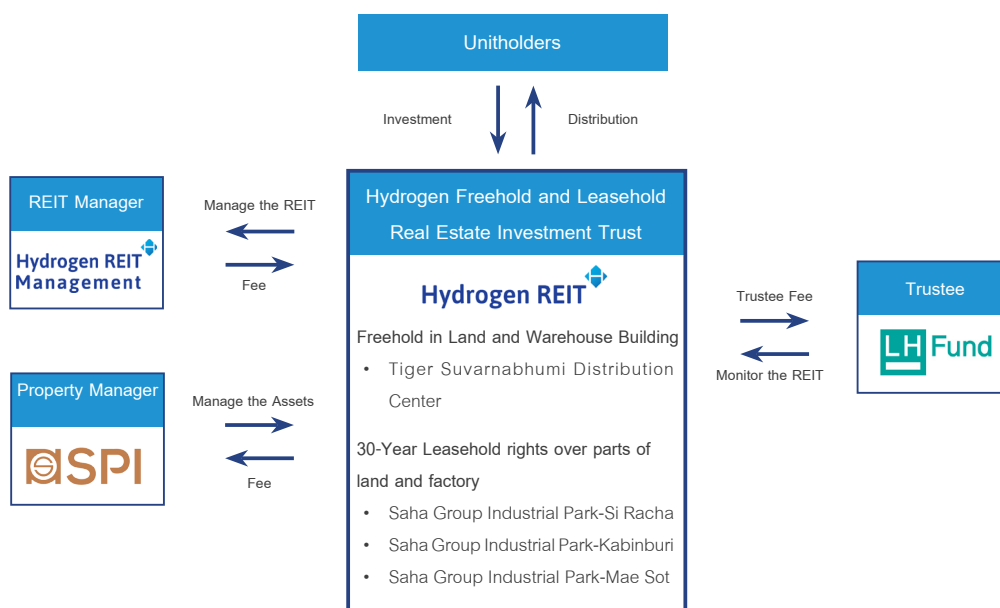 Unitholders
Investment
Distribution
Hydrogen Freehold and Leasehold
Real Estate Investment Trust
Hydrogen REIT
Freehold in Land and Warehouse Building
• Tiger Suvarnabhumi Distribution
Center
30-Year Leasehold rights over parts of
land and factory
• Saha Group Industrial Park-Si Racha
• Saha Group Industrial Park-Kabinburi
• Saha Group Industrial Park-Mae Sot
REIT Manager
Hydrogen REIT
Management
Manage the REIT
Fee
Property Manager
SPI
Manage the Assets
Fee
Trustee Fee
Monitor the REIT
Trustee
LH Fund